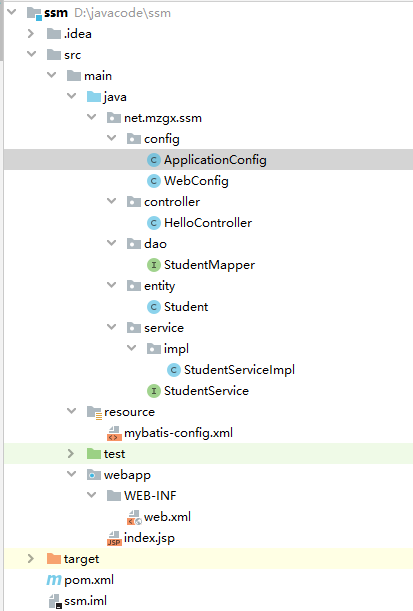 ssm D:\javacode\ssm
.idea
src
main
java
net.mzgx.ssm
config
ApplicationConfig
WebConfig
controller
HelloController
dao
StudentMapper
entity
Student
service
impl
StudentServiceImpl
StudentService
resource
mybatis-config.xml
test
webapp
WEB-INF
web.xml
index.jsp
target
pom.xml
ssm.iml